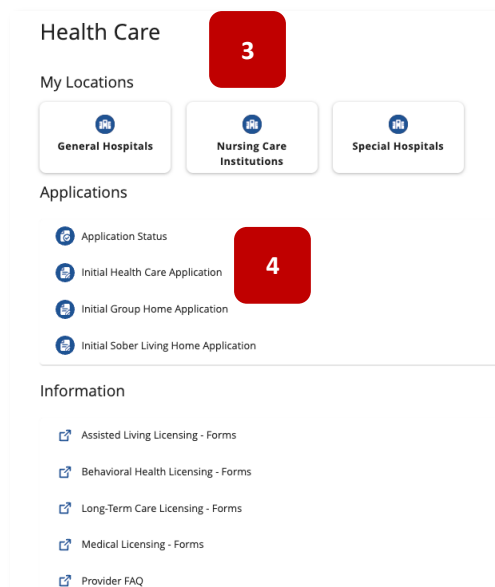 Health Care
3
My Locations
General Hospitals
Nursing Care
Institutions
Special Hospitals
Applications
Application Status
Initial Health Care Application
4
Initial Group Home Application
Initial Sober Living Home Application
Information
Assisted Living Licensing - Forms
Behavioral Health Licensing - Forms
Long-Term Care Licensing - Forms
Medical Licensing - Forms
Provider FAQ